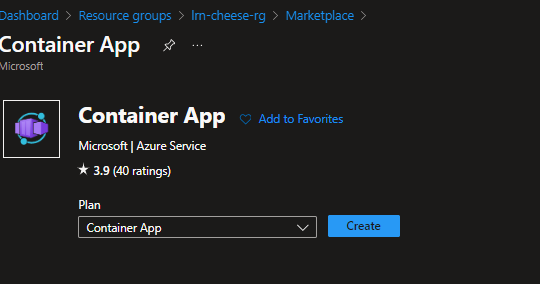 Dashboard > Resource groups > lrn-cheese-rg > Marketplace >
Container App ...
Microsoft
Container App
Add to Favorites
Microsoft | Azure Service
★ 3.9 (40 ratings)
Plan
Container App
Create